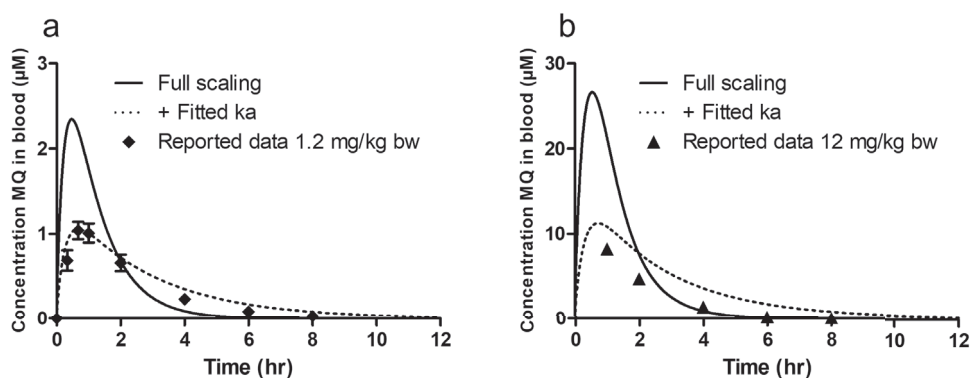 a
Concentration MQ in blood (µM)
3
2
1
0
Full scaling
+ Fitted ka
Reported data 1.2 mg/kg bw
0 2 4 6 8 10 12
Time (hr)
b
Concentration MQ in blood (µM)
30
20
10
0
Full scaling
+ Fitted ka
Reported data 12 mg/kg bw
0 2 4 6 8 10 12
Time (hr)